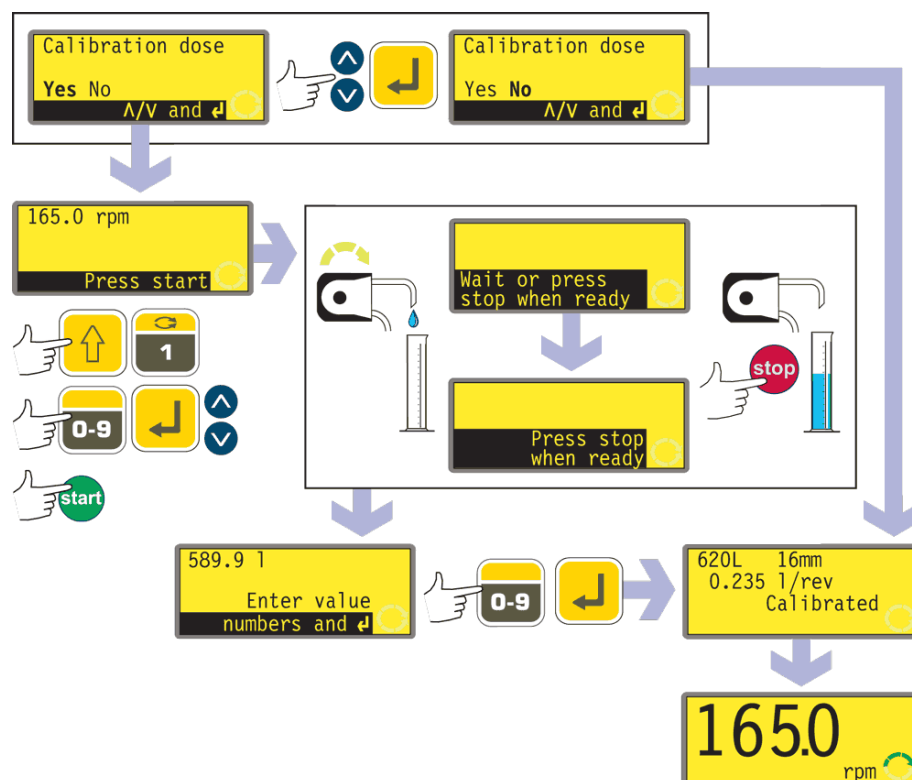 Calibration dose
Yes No
Λ/V and ↲
Calibration dose
Yes No
Λ/V and ↲
165.0 rpm
Press start
1
0-9
start
Wait or press
stop when ready
stop
Press stop
when ready
589.9 l
Enter value
numbers and ↲
0-9
620L 16mm
0.235 l/rev
Calibrated
165.0
rpm